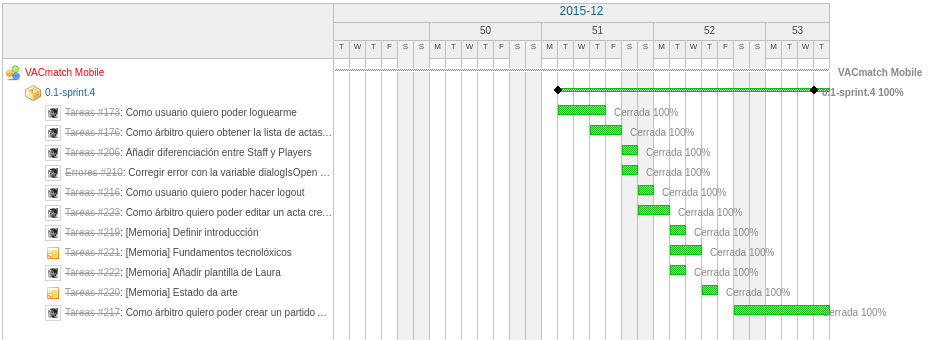 2015-12
50 51 52 53
T W T F S S M T W T F S S M T W T F S S M T W T F S S M T W T
VACmatch Mobile VACmatch Mobile
0.1-sprint.4 0.1-sprint.4 100%
Tareas #173: Como usuario quiero poder loguearme Cerrada 100%
Tareas #176: Como árbitro quiero obtener la lista de actas... Cerrada 100%
Tareas #206: Añadir diferenciación entre Staff y Players Cerrada 100%
Errores #210: Corregir error con la variable dialogIsOpen ... Cerrada 100%
Tareas #216: Como usuario quiero poder hacer logout Cerrada 100%
Tareas #223: Como árbitro quiero poder editar un acta cre... Cerrada 100%
Tareas #219: [Memoria] Definir introducción Cerrada 100%
Tareas #221: [Memoria] Fundamentos tecnolóxicos Cerrada 100%
Tareas #222: [Memoria] Añadir plantilla de Laura Cerrada 100%
Tareas #220: [Memoria] Estado da arte Cerrada 100%
Tareas #217: Como árbitro quiero poder crear un partido ... Cerrada 100%